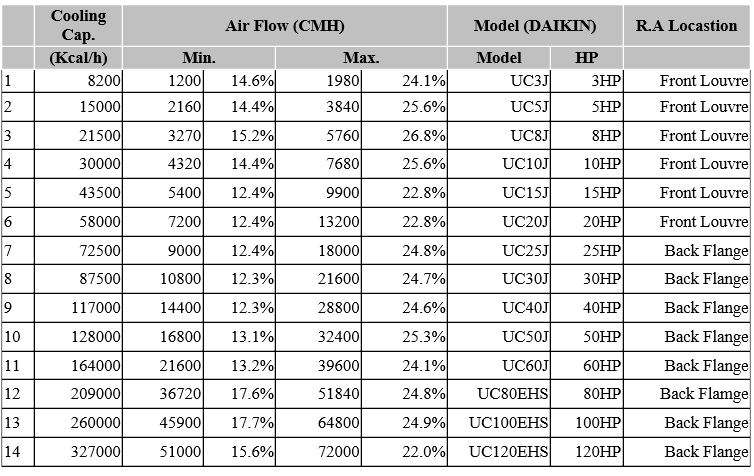 Cooling Cap. Air Flow (CMH) Model (DAIKIN) R.A Locastion
(Kcal/h) Min. Max. Model HP
1 8200 1200 14.6% 1980 24.1% UC3J 3HP Front Louvre
2 15000 2160 14.4% 3840 25.6% UC5J 5HP Front Louvre
3 21500 3270 15.2% 5760 26.8% UC8J 8HP Front Louvre
4 30000 4320 14.4% 7680 25.6% UC10J 10HP Front Louvre
5 43500 5400 12.4% 9900 22.8% UC15J 15HP Front Louvre
6 58000 7200 12.4% 13200 22.8% UC20J 20HP Front Louvre
7 72500 9000 12.4% 18000 24.8% UC25J 25HP Back Flange
8 87500 10800 12.3% 21600 24.7% UC30J 30HP Back Flange
9 117000 14400 12.3% 28800 24.6% UC40J 40HP Back Flange
10 128000 16800 13.1% 32400 25.3% UC50J 50HP Back Flange
11 164000 21600 13.2% 39600 24.1% UC60J 60HP Back Flange
12 209000 36720 17.6% 51840 24.8% UC80EHS 80HP Back Flamge
13 260000 45900 17.7% 64800 24.9% UC100EHS 100HP Back Flange
14 327000 51000 15.6% 72000 22.0% UC120EHS 120HP Back Flange